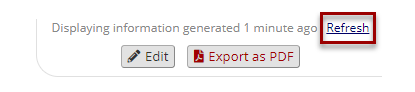 Displaying information generated 1 minute ago Refresh
Edit Export as PDF